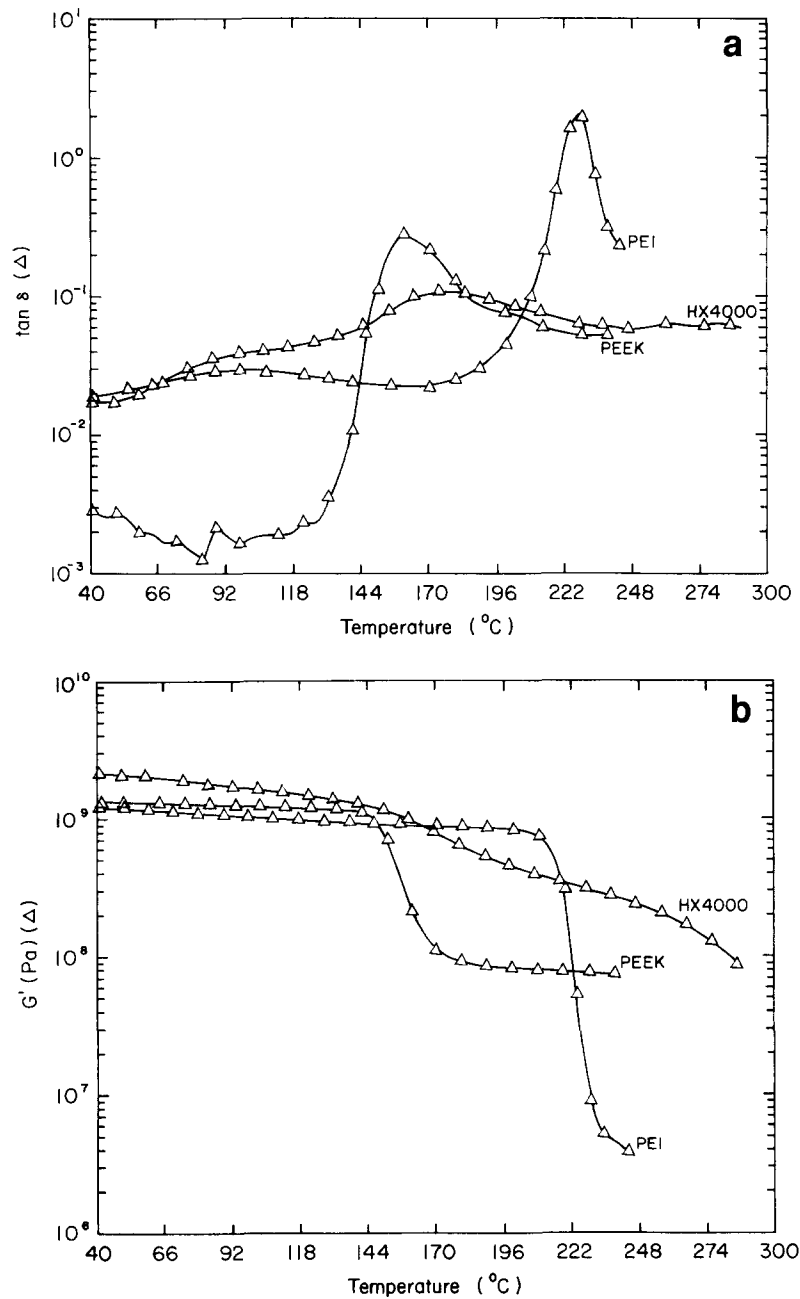 a
10¹
10⁰
10⁻¹
10⁻²
10⁻³
tan δ (Δ)
PEI
HX4000
PEEK
40 66 92 118 144 170 196 222 248 274 300
Temperature (°C)
b
10¹⁰
10⁹
10⁸
10⁷
10⁶
G' (Pa) (Δ)
HX4000
PEEK
PEI
40 66 92 118 144 170 196 222 248 274 300
Temperature (°C)